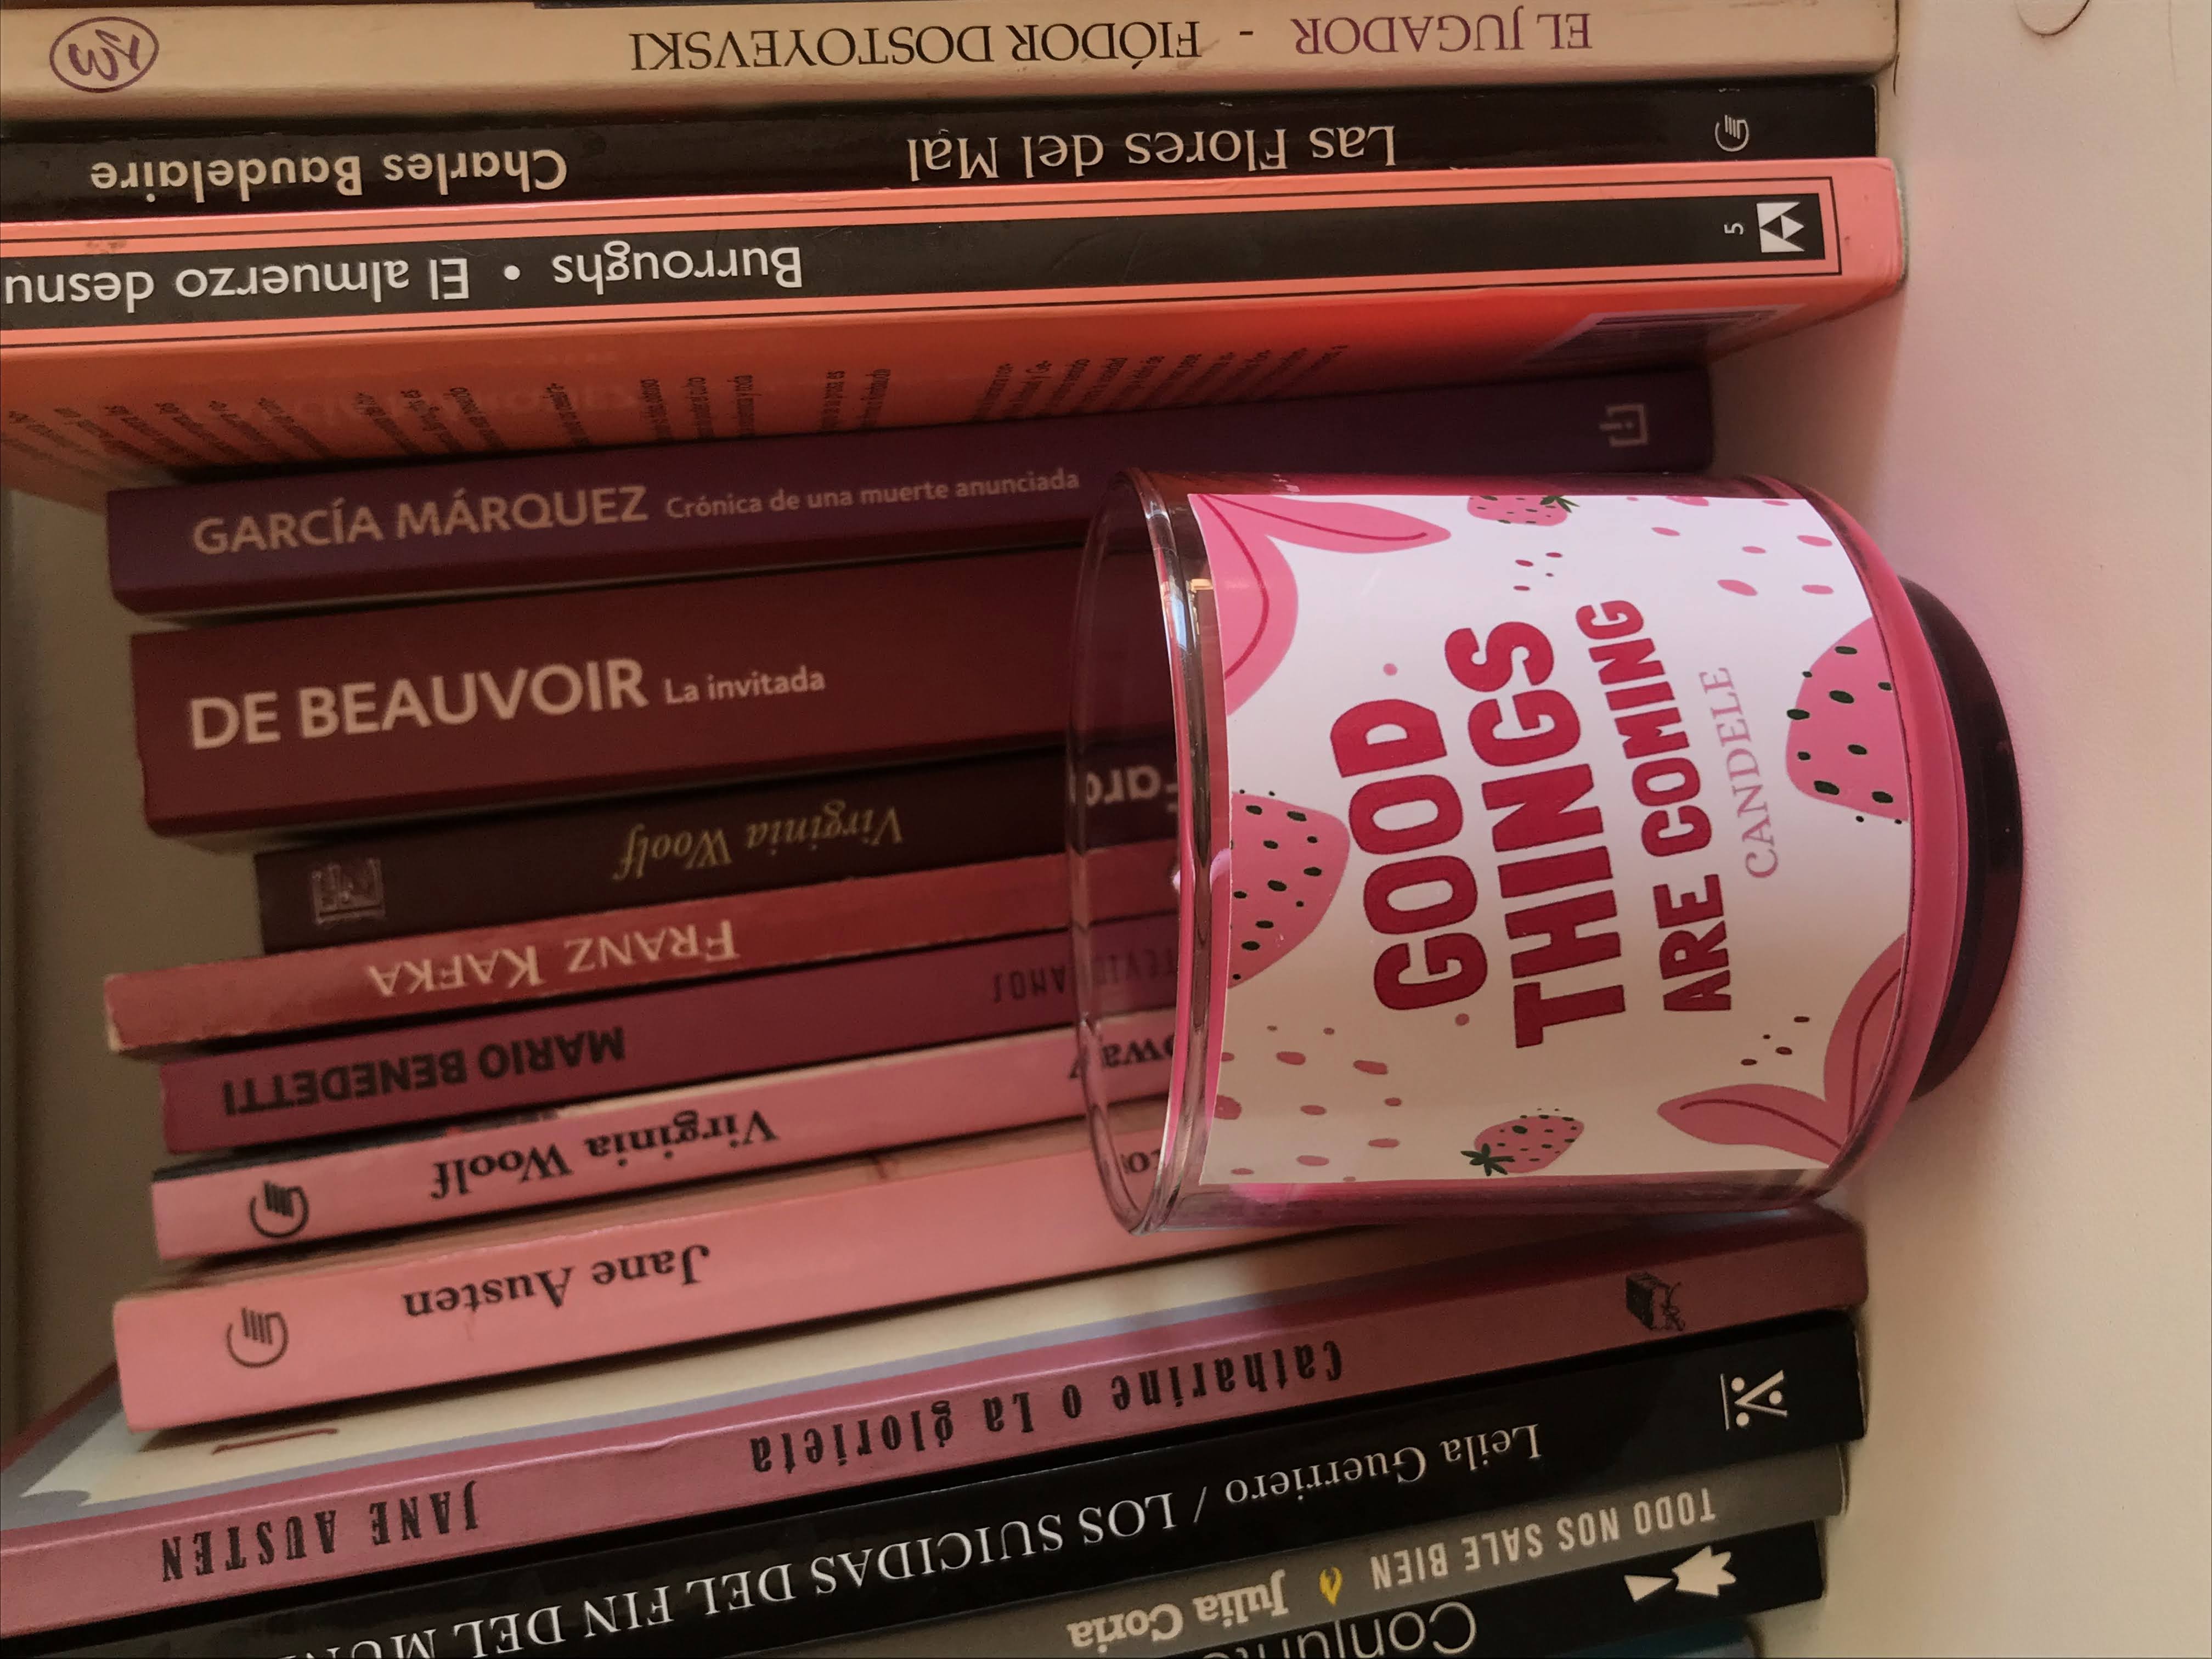 Conjunto
TODO NOS SALE BIEN Julia Coria
Leila Guerriero / LOS SUICIDAS DEL FIN DEL
Catharine o La glorieta JANE AUSTEN
Jane Austen
Virginia Woolf
MARIO BENEDETTI
FRANZ KAFKA
Virginia Woolf
Faro
DE BEAUVOIR La invitada
GARCÍA MÁRQUEZ Crónica de una muerte anunciada
Burroughs • El almuerzo desnu
5
Las Flores del Mal Charles Baudelaire
EL JUGADOR - FIÓDOR DOSTOYEVSKI
GOOD
THINGS
ARE COMING
CANDELE